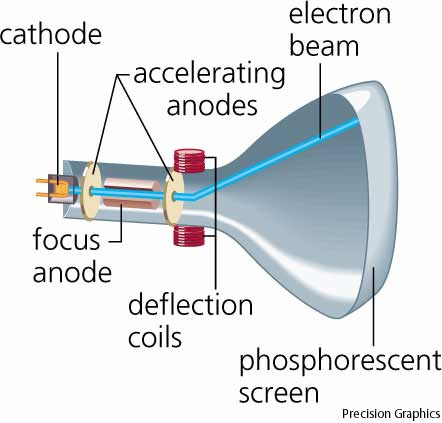 electron
beam
cathode
accelerating
anodes
focus
anode
deflection
coils
phosphorescent
screen
Precision Graphics